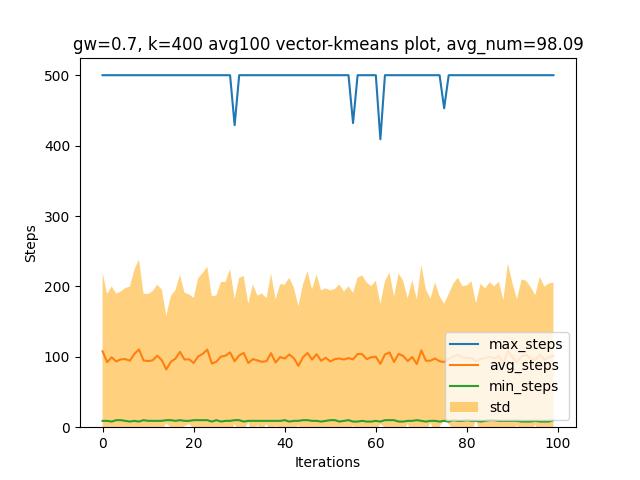 gw=0.7, k=400 avg100 vector-kmeans plot, avg_num=98.09
500
400
300
200
100
0
Steps
max_steps
avg_steps
min_steps
std
0
20
40
60
80
100
Iterations